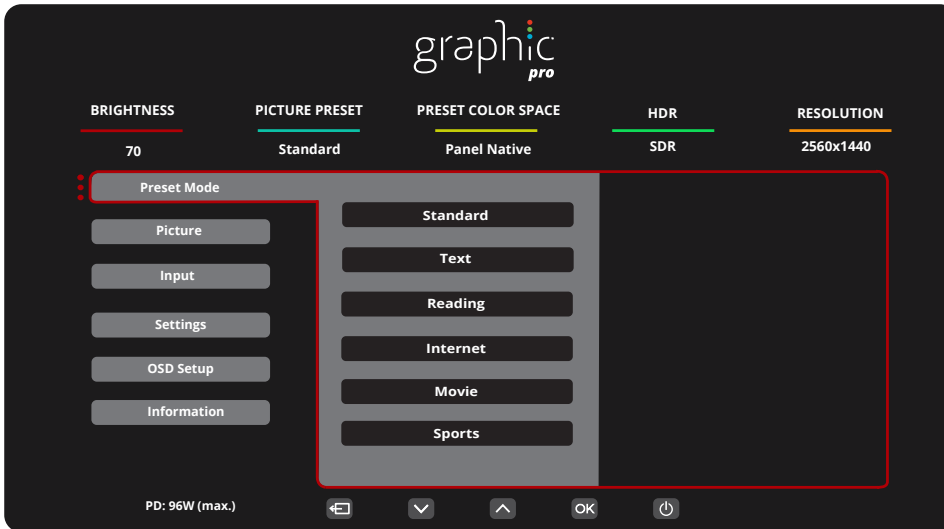 graphic
pro
BRIGHTNESS
PICTURE PRESET
PRESET COLOR SPACE
HDR
RESOLUTION
70
Standard
Panel Native
SDR
2560x1440
Preset Mode
Picture
Input
Settings
OSD Setup
Information
Standard
Text
Reading
Internet
Movie
Sports
PD: 96W (max.)
OK